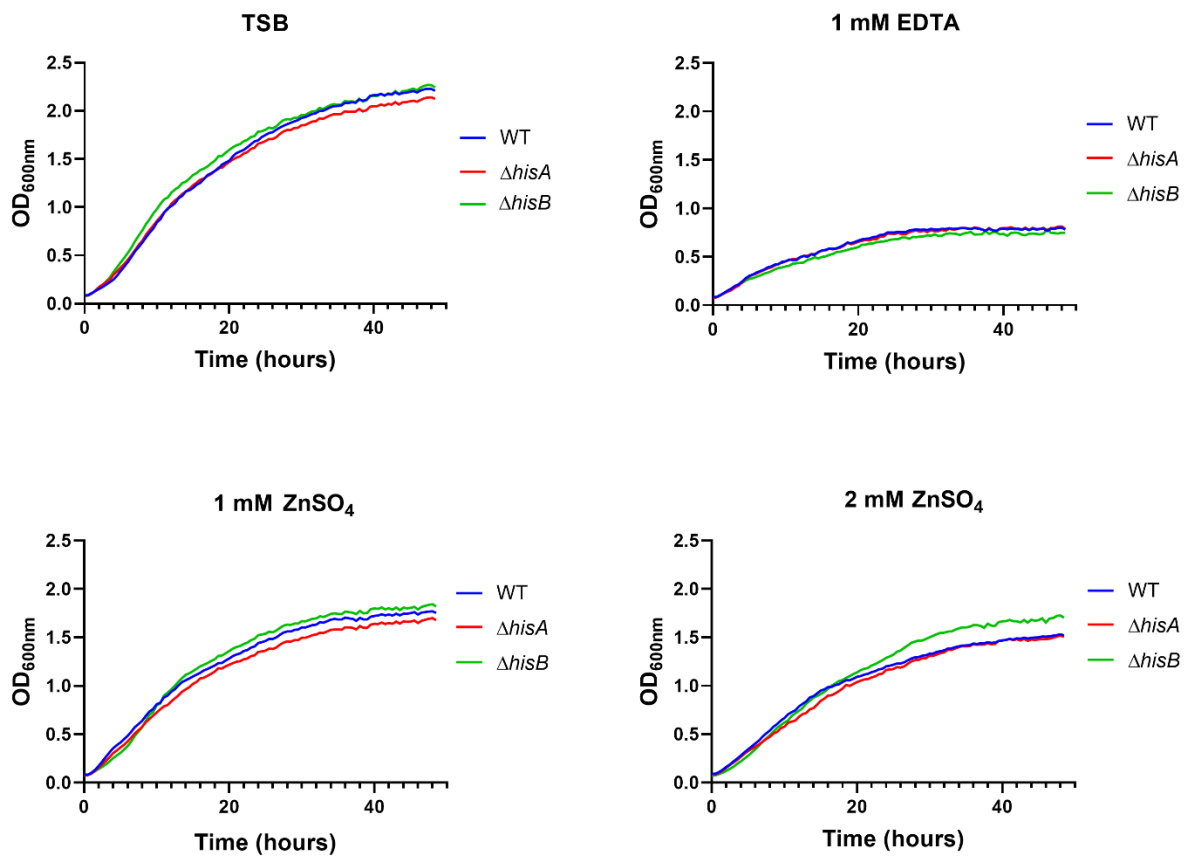 TSB
2.5
2.0
1.5
1.0
0.5
0.0
0
20
40
OD600nm
Time (hours)
WT
ΔhisA
ΔhisB
1 mM EDTA
2.5
2.0
1.5
1.0
0.5
0.0
0
20
40
OD600nm
Time (hours)
WT
ΔhisA
ΔhisB
1 mM ZnSO4
2.5
2.0
1.5
1.0
0.5
0.0
0
20
40
OD600nm
Time (hours)
WT
ΔhisA
ΔhisB
2 mM ZnSO4
2.5
2.0
1.5
1.0
0.5
0.0
0
20
40
OD600nm
Time (hours)
WT
ΔhisA
ΔhisB